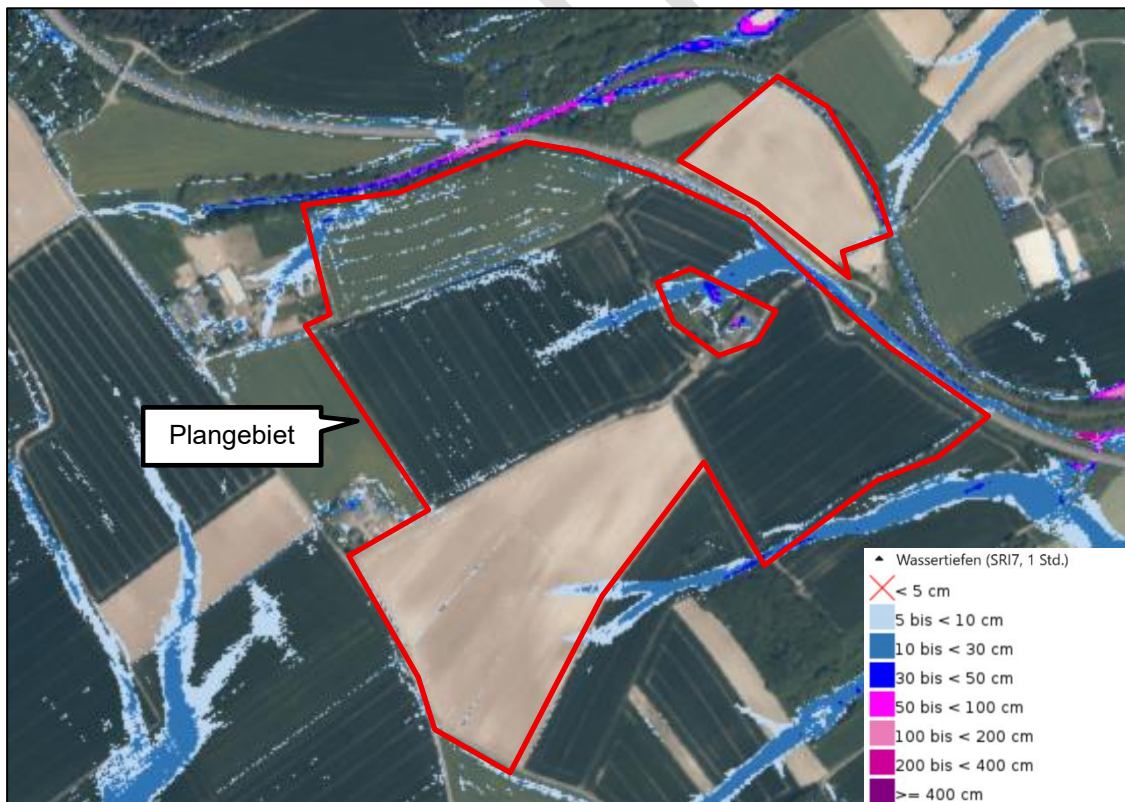 Plangebiet
Wassertiefen (SRI7, 1 Std.)
< 5 cm
5 bis < 10 cm
10 bis < 30 cm
30 bis < 50 cm
50 bis < 100 cm
100 bis < 200 cm
200 bis < 400 cm
>= 400 cm